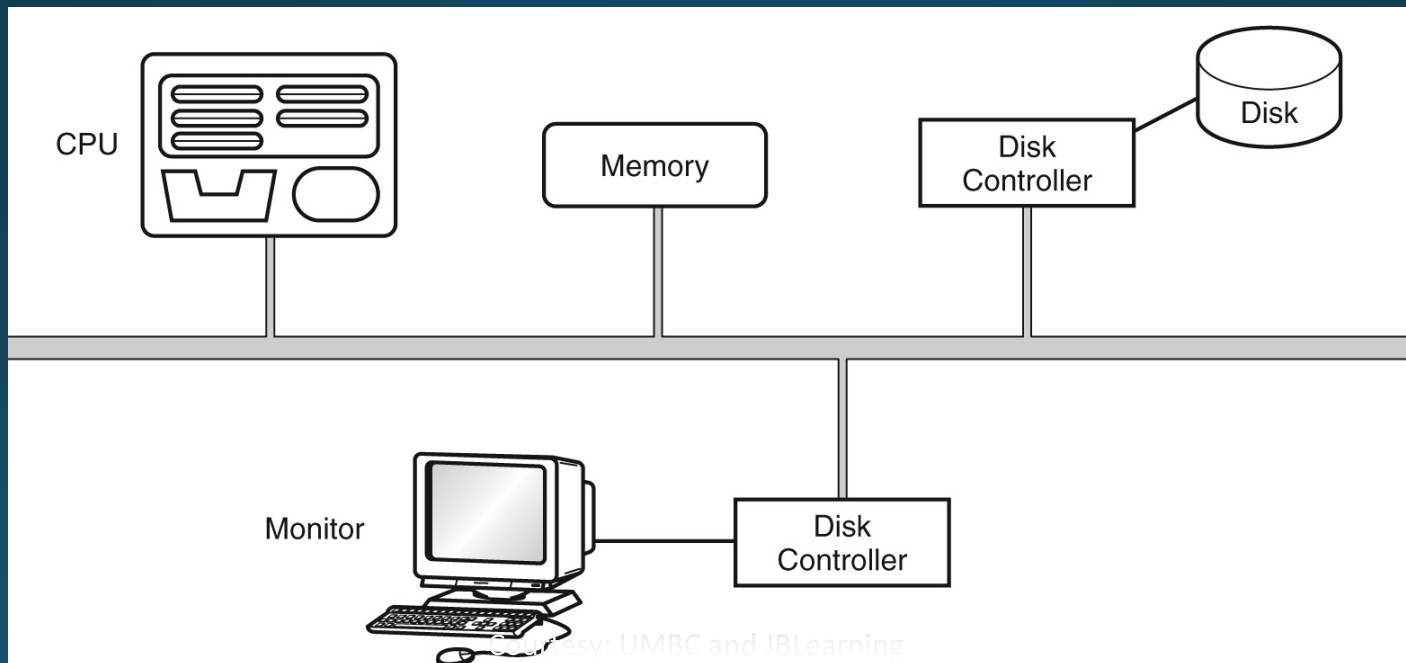 CPU
Memory
Disk
Controller
Disk
Monitor
Disk
Controller
Courtesy: UMBC and JBLearning